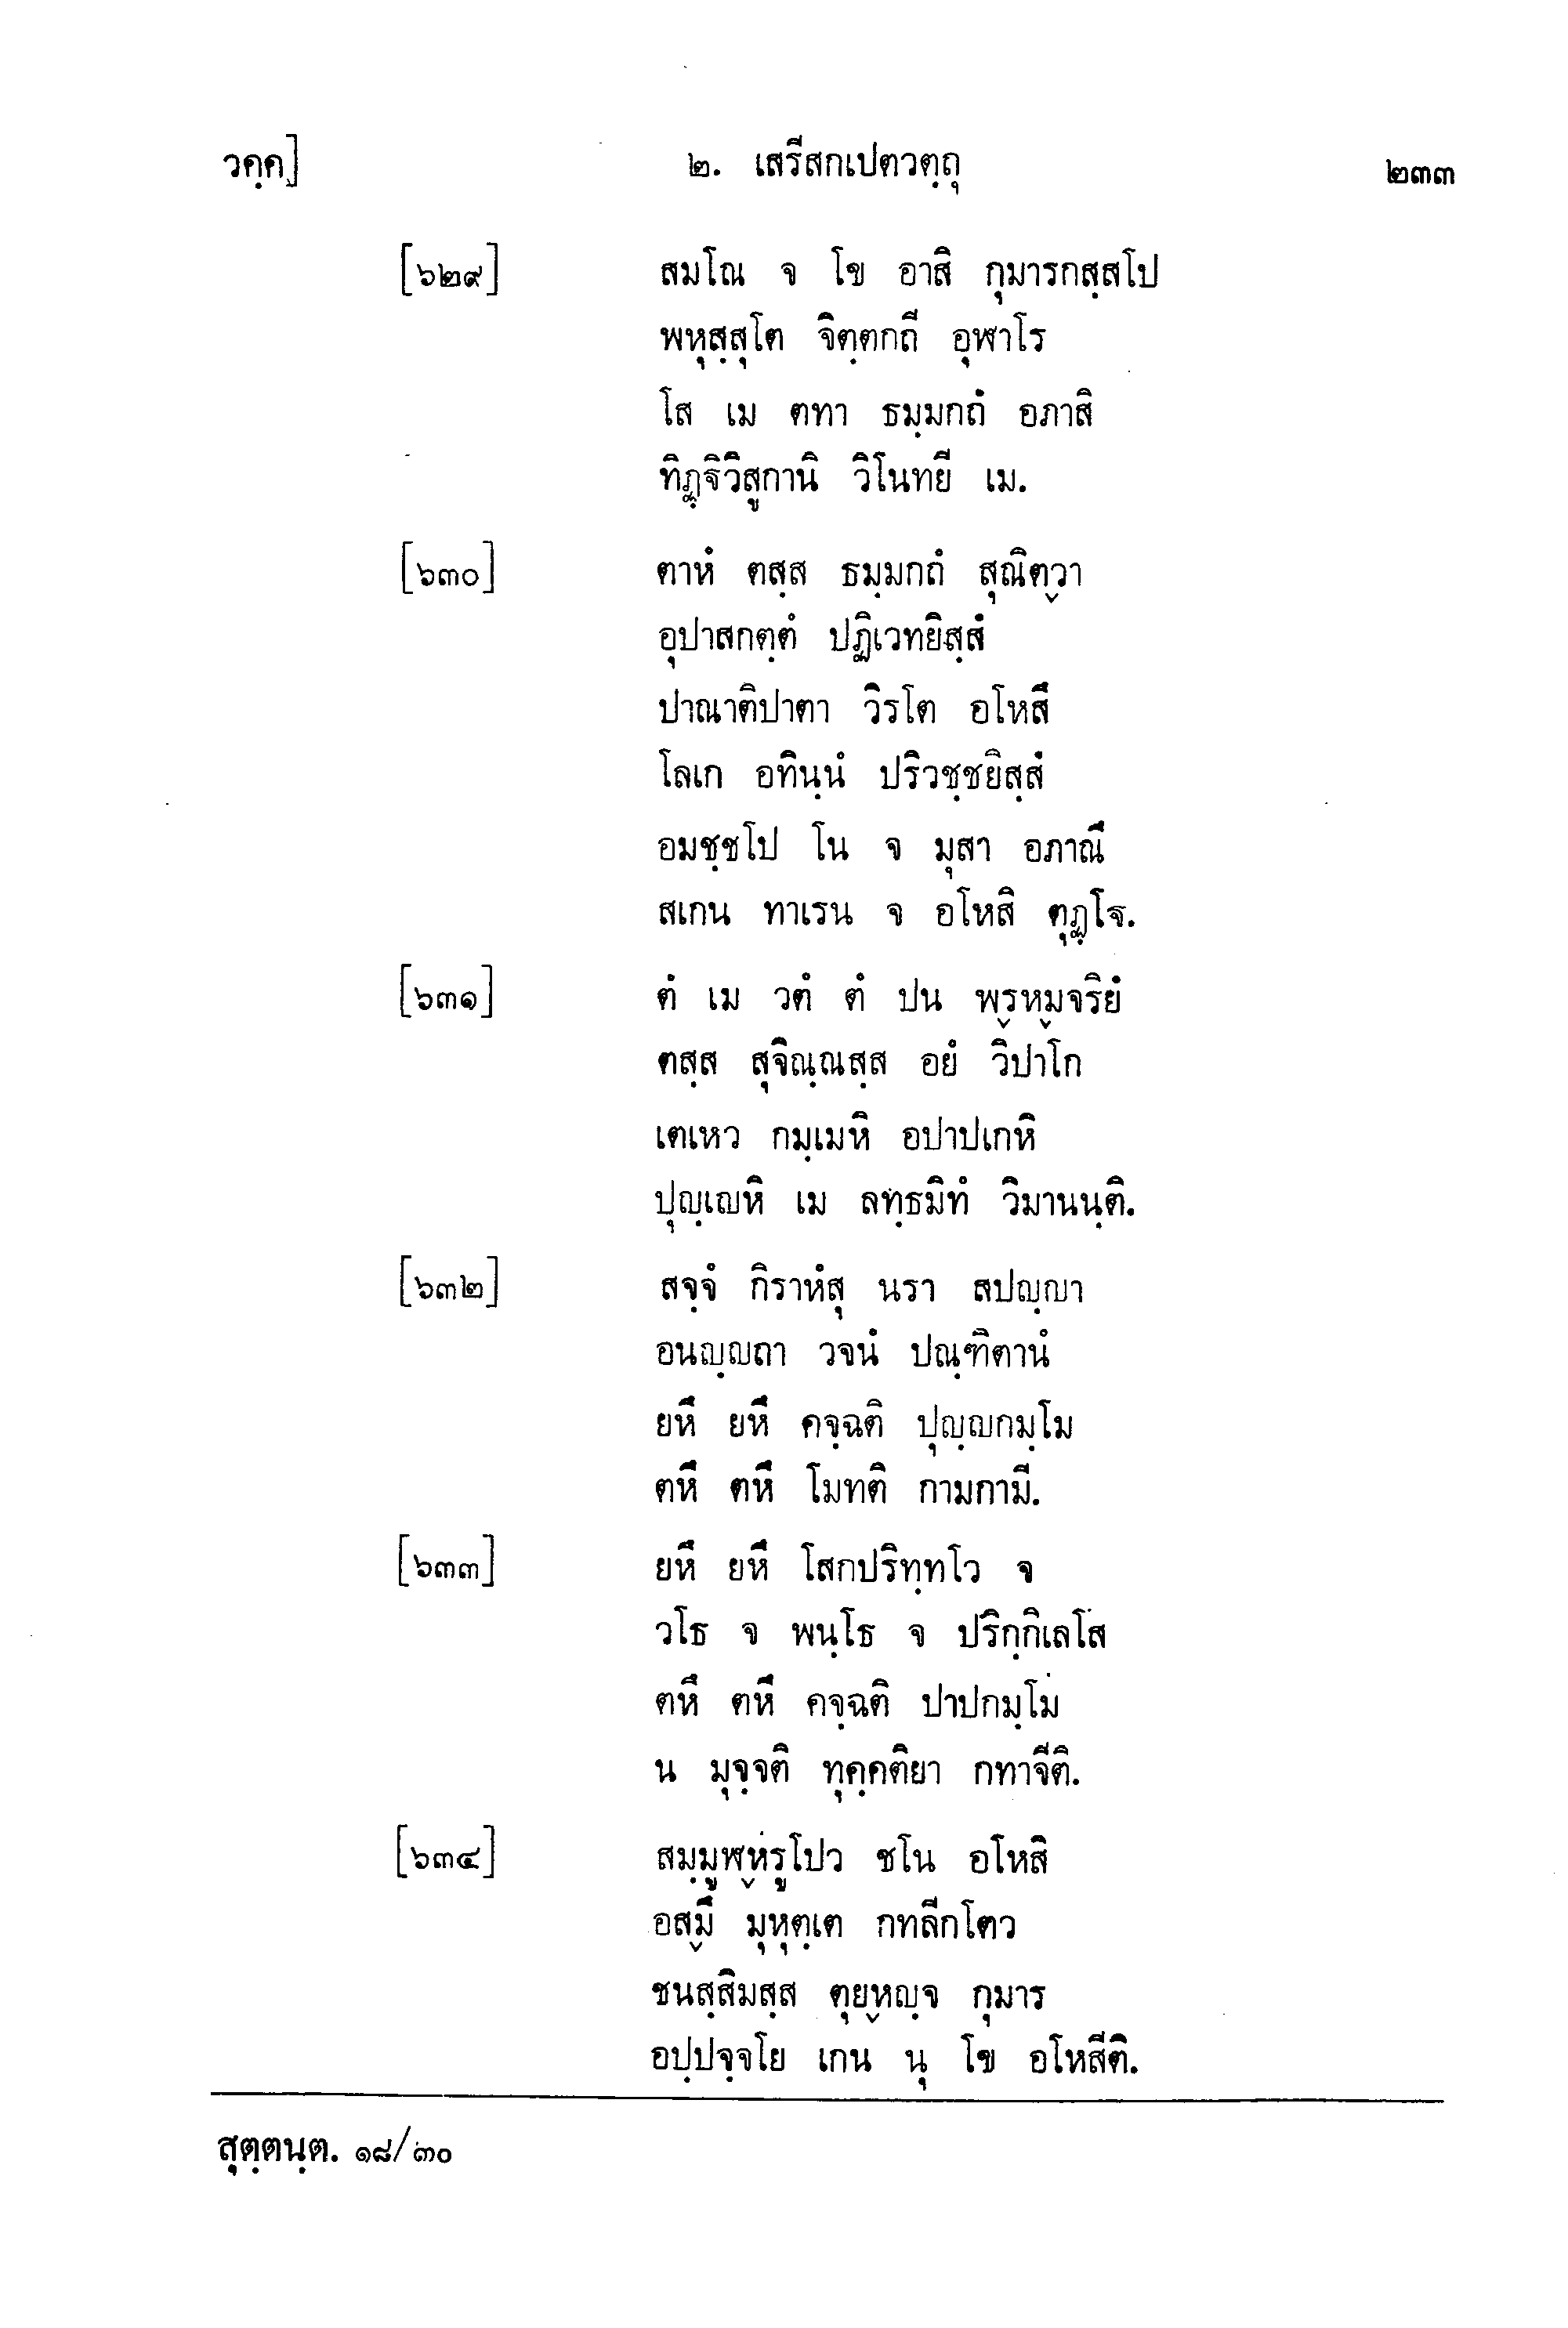 วคฺค]	๒. เสรีสกเปตวตฺถุ	๒๓๓
[๖๒๙]	สมโณ จ โข อาสิ กุมารกสฺสโป
พหุสฺสุโต จิตฺตกถี อุฬาโร
โส เม ตทา ธมฺมกถํ อภาสิ
ทิฏฺฐิวิสูกานิ วิโนทยี เม.
[๖๓๐]	ตาหํ ตสฺส ธมฺมกถํ สุณิตฺวา
อุปาสกตฺตํ ปฏิเวทยิสฺสํ
ปาณาติปาตา วิรโต อโหสึ
โลเก อทินฺนํ ปริวชฺชยิสฺสํ
อมชฺชโป โน จ มุสา อภาณึ
สเกน ทาเรน จ อโหสิ ตุฏฺโฐ.
[๖๓๑]	ตํ เม วตํ ตํ ปน พฺรหฺมจริยํ
ตสฺส สุจิณฺณสฺส อยํ วิปาโก
เตเหว กมฺเมหิ อปาปเกหิ
ปุญฺเญหิ เม ลทฺธมิทํ วิมานนฺติ.
[๖๓๒]	สจฺจํ กิราหํสุ นรา สปญฺญา
อนญฺญถา วจนํ ปณฺฑิตานํ
ยหึ ยหึ คจฺฉติ ปุญฺญกมฺโม
ตหึ ตหึ โมทติ กามกามี.
[๖๓๓]	ยหึ ยหึ โสกปริทฺทโว จ
วโธ จ พนฺโธ จ ปริกฺกิเลโส
ตหึ ตหึ คจฺฉติ ปาปกมฺโม
น มุจฺจติ ทุคฺคติยา กทาจีติ.
[๖๓๔]	สมฺมูฬฺหรูโปว ชโน อโหสิ
อสฺมึ มุหุตฺเต กทลีกโตว
ชนสฺสิมสฺส ตุยฺหญฺจ กุมาร
อปฺปจฺจโย เกน นุ โข อโหสีติ.
สุตฺตนฺต. ๑๘/๓๐